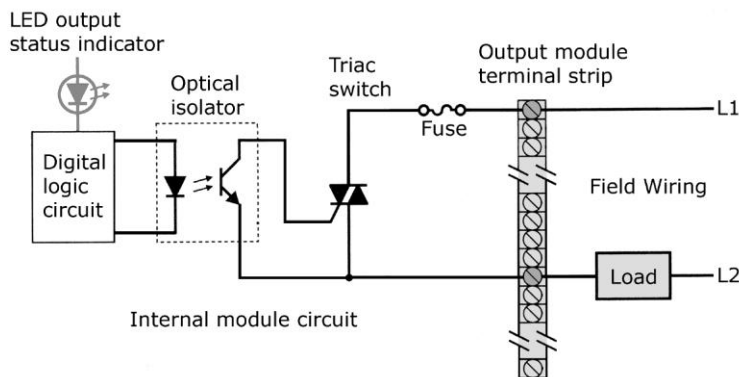 LED output
status indicator
Optical
isolator
Triac
switch
Output module
terminal strip
Fuse
L1
Digital
logic
circuit
Field Wiring
Load
L2
Internal module circuit